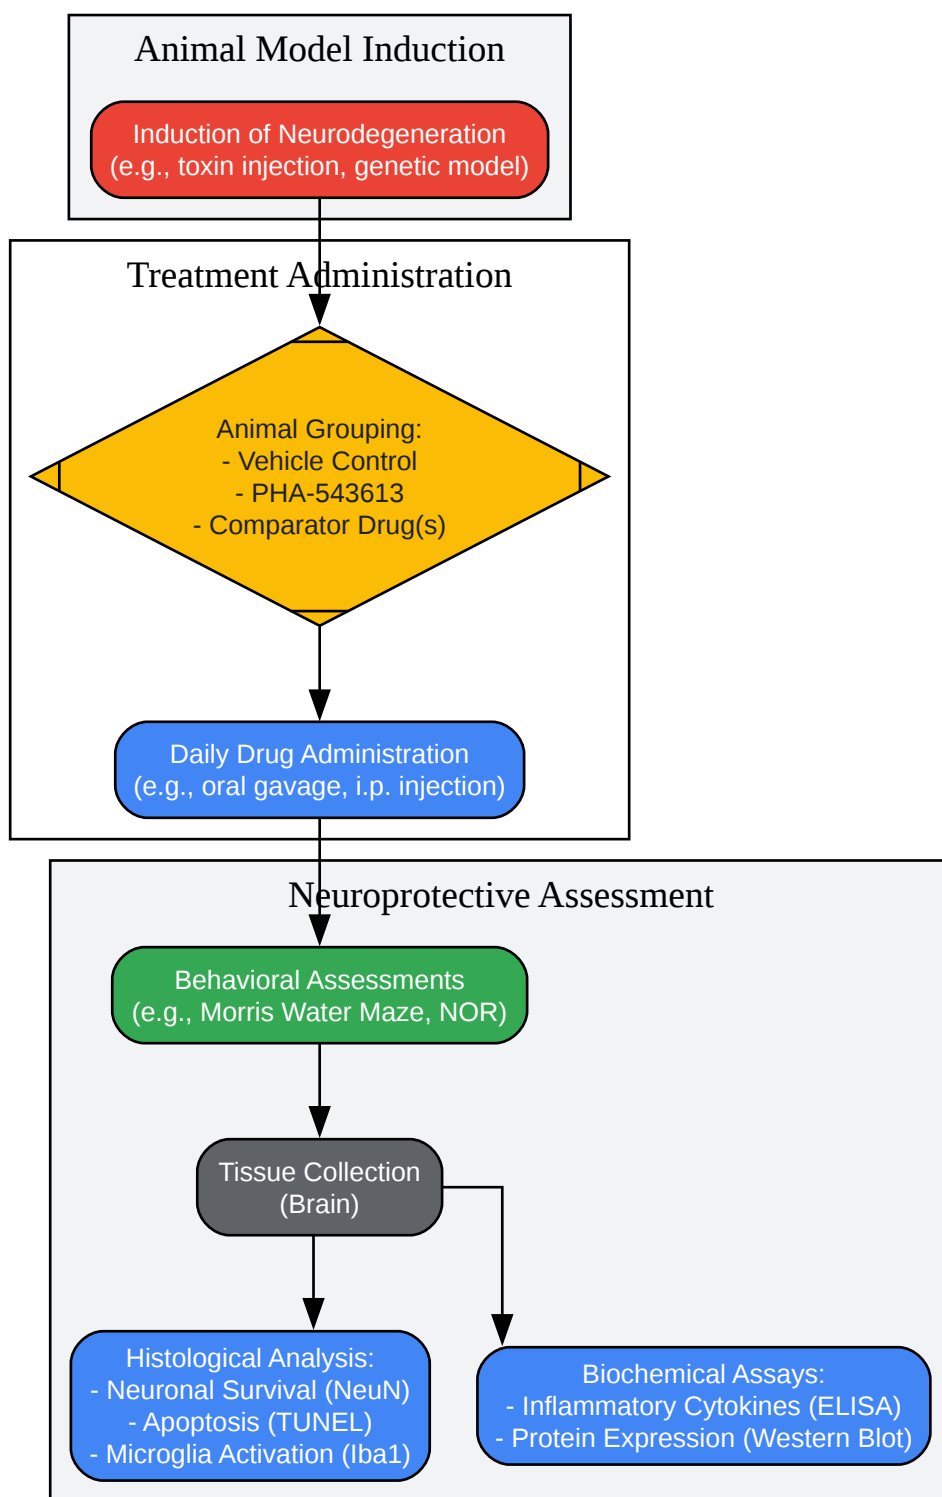 Animal Model Induction
Induction of Neurodegeneration
(e.g., toxin injection, genetic model)
Treatment Administration
Animal Grouping:
- Vehicle Control
- PHA-543613
- Comparator Drug(s)
Daily Drug Administration
(e.g., oral gavage, i.p. injection)
Neuroprotective Assessment
Behavioral Assessments
(e.g., Morris Water Maze, NOR)
Tissue Collection
(Brain)
Histological Analysis:
- Neuronal Survival (NeuN)
- Apoptosis (TUNEL)
- Microglia Activation (Iba1)
Biochemical Assays:
- Inflammatory Cytokines (ELISA)
- Protein Expression (Western Blot)